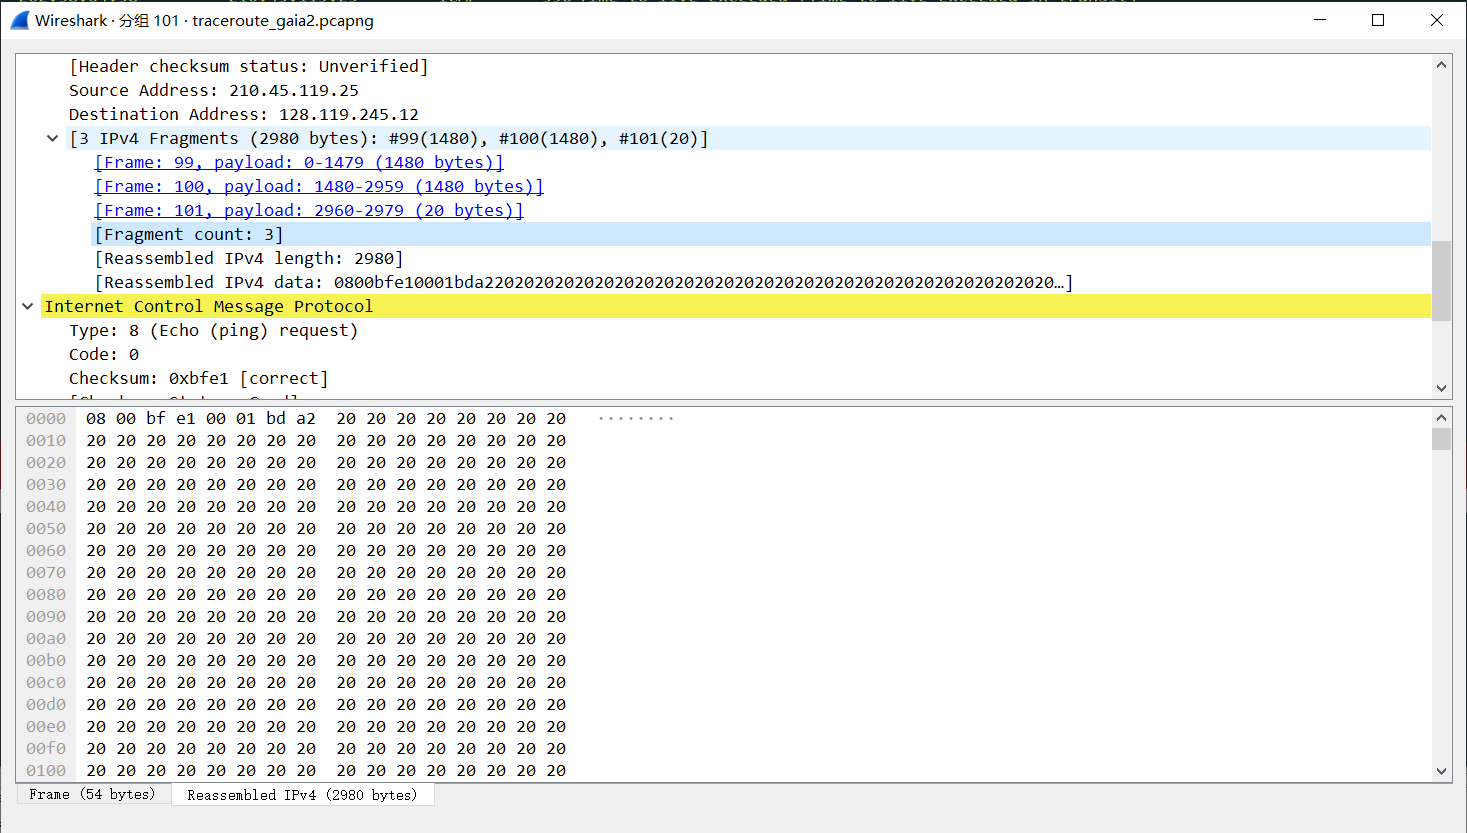 Wireshark · 分组 101 · traceroute_gaia2.pcapng
[Header checksum status: Unverified]
Source Address: 210.45.119.25
Destination Address: 128.119.245.12
[3 IPv4 Fragments (2980 bytes): #99(1480), #100(1480), #101(20)]
[Frame: 99, payload: 0-1479 (1480 bytes)]
[Frame: 100, payload: 1480-2959 (1480 bytes)]
[Frame: 101, payload: 2960-2979 (20 bytes)]
[Fragment count: 3]
[Reassembled IPv4 length: 2980]
[Reassembled IPv4 data: 0800bfe10001bda220202020202020202020202020202020202020202020202020202020…]
Internet Control Message Protocol
Type: 8 (Echo (ping) request)
Code: 0
Checksum: 0xbfe1 [correct]
0000 08 00 bf e1 00 01 bd a2 20 20 20 20 20 20 20 20 ········
0010 20 20 20 20 20 20 20 20 20 20 20 20 20 20 20 20
0020 20 20 20 20 20 20 20 20 20 20 20 20 20 20 20 20
0030 20 20 20 20 20 20 20 20 20 20 20 20 20 20 20 20
0040 20 20 20 20 20 20 20 20 20 20 20 20 20 20 20 20
0050 20 20 20 20 20 20 20 20 20 20 20 20 20 20 20 20
0060 20 20 20 20 20 20 20 20 20 20 20 20 20 20 20 20
0070 20 20 20 20 20 20 20 20 20 20 20 20 20 20 20 20
0080 20 20 20 20 20 20 20 20 20 20 20 20 20 20 20 20
0090 20 20 20 20 20 20 20 20 20 20 20 20 20 20 20 20
00a0 20 20 20 20 20 20 20 20 20 20 20 20 20 20 20 20
00b0 20 20 20 20 20 20 20 20 20 20 20 20 20 20 20 20
00c0 20 20 20 20 20 20 20 20 20 20 20 20 20 20 20 20
00d0 20 20 20 20 20 20 20 20 20 20 20 20 20 20 20 20
00e0 20 20 20 20 20 20 20 20 20 20 20 20 20 20 20 20
00f0 20 20 20 20 20 20 20 20 20 20 20 20 20 20 20 20
0100 20 20 20 20 20 20 20 20 20 20 20 20 20 20 20 20
Frame (54 bytes)
Reassembled IPv4 (2980 bytes)